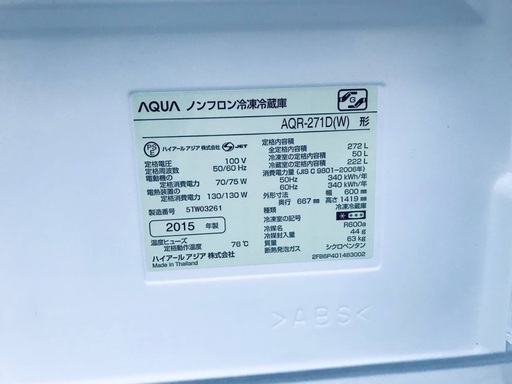 AQUA ノンフロン冷凍冷蔵庫
AQR-271D(W) 形
PS
E
ハイアール アジア 株式会社 JET
定格電圧 100 V
定格周波数 50/60 Hz
電動機の
定格消費電力 70/75 W
電熱装置の
定格消費電力 130/130 W
製造番号 5TW03261
2015 年製
温度ヒューズ
定格動作温度 76℃
ハイアール アジア 株式会社
Made in Thailand
定格内容積
全定格内容積 272 L
冷凍室の定格内容積 50 L
冷蔵室の定格内容積 222 L
消費電力量 (JIS C 9801-2006年)
50Hz 340 kWh/年
60Hz 340 kWh/年
外形寸法 幅 600 mm
奥行 667 mm 高さ 1419 mm
種類 冷凍冷蔵庫
冷凍室の記号
冷媒名 R600a
冷媒封入量 44 g
質量 63 kg
断熱発泡ガス シクロペンタン
2FB6P401483002
>ABS<